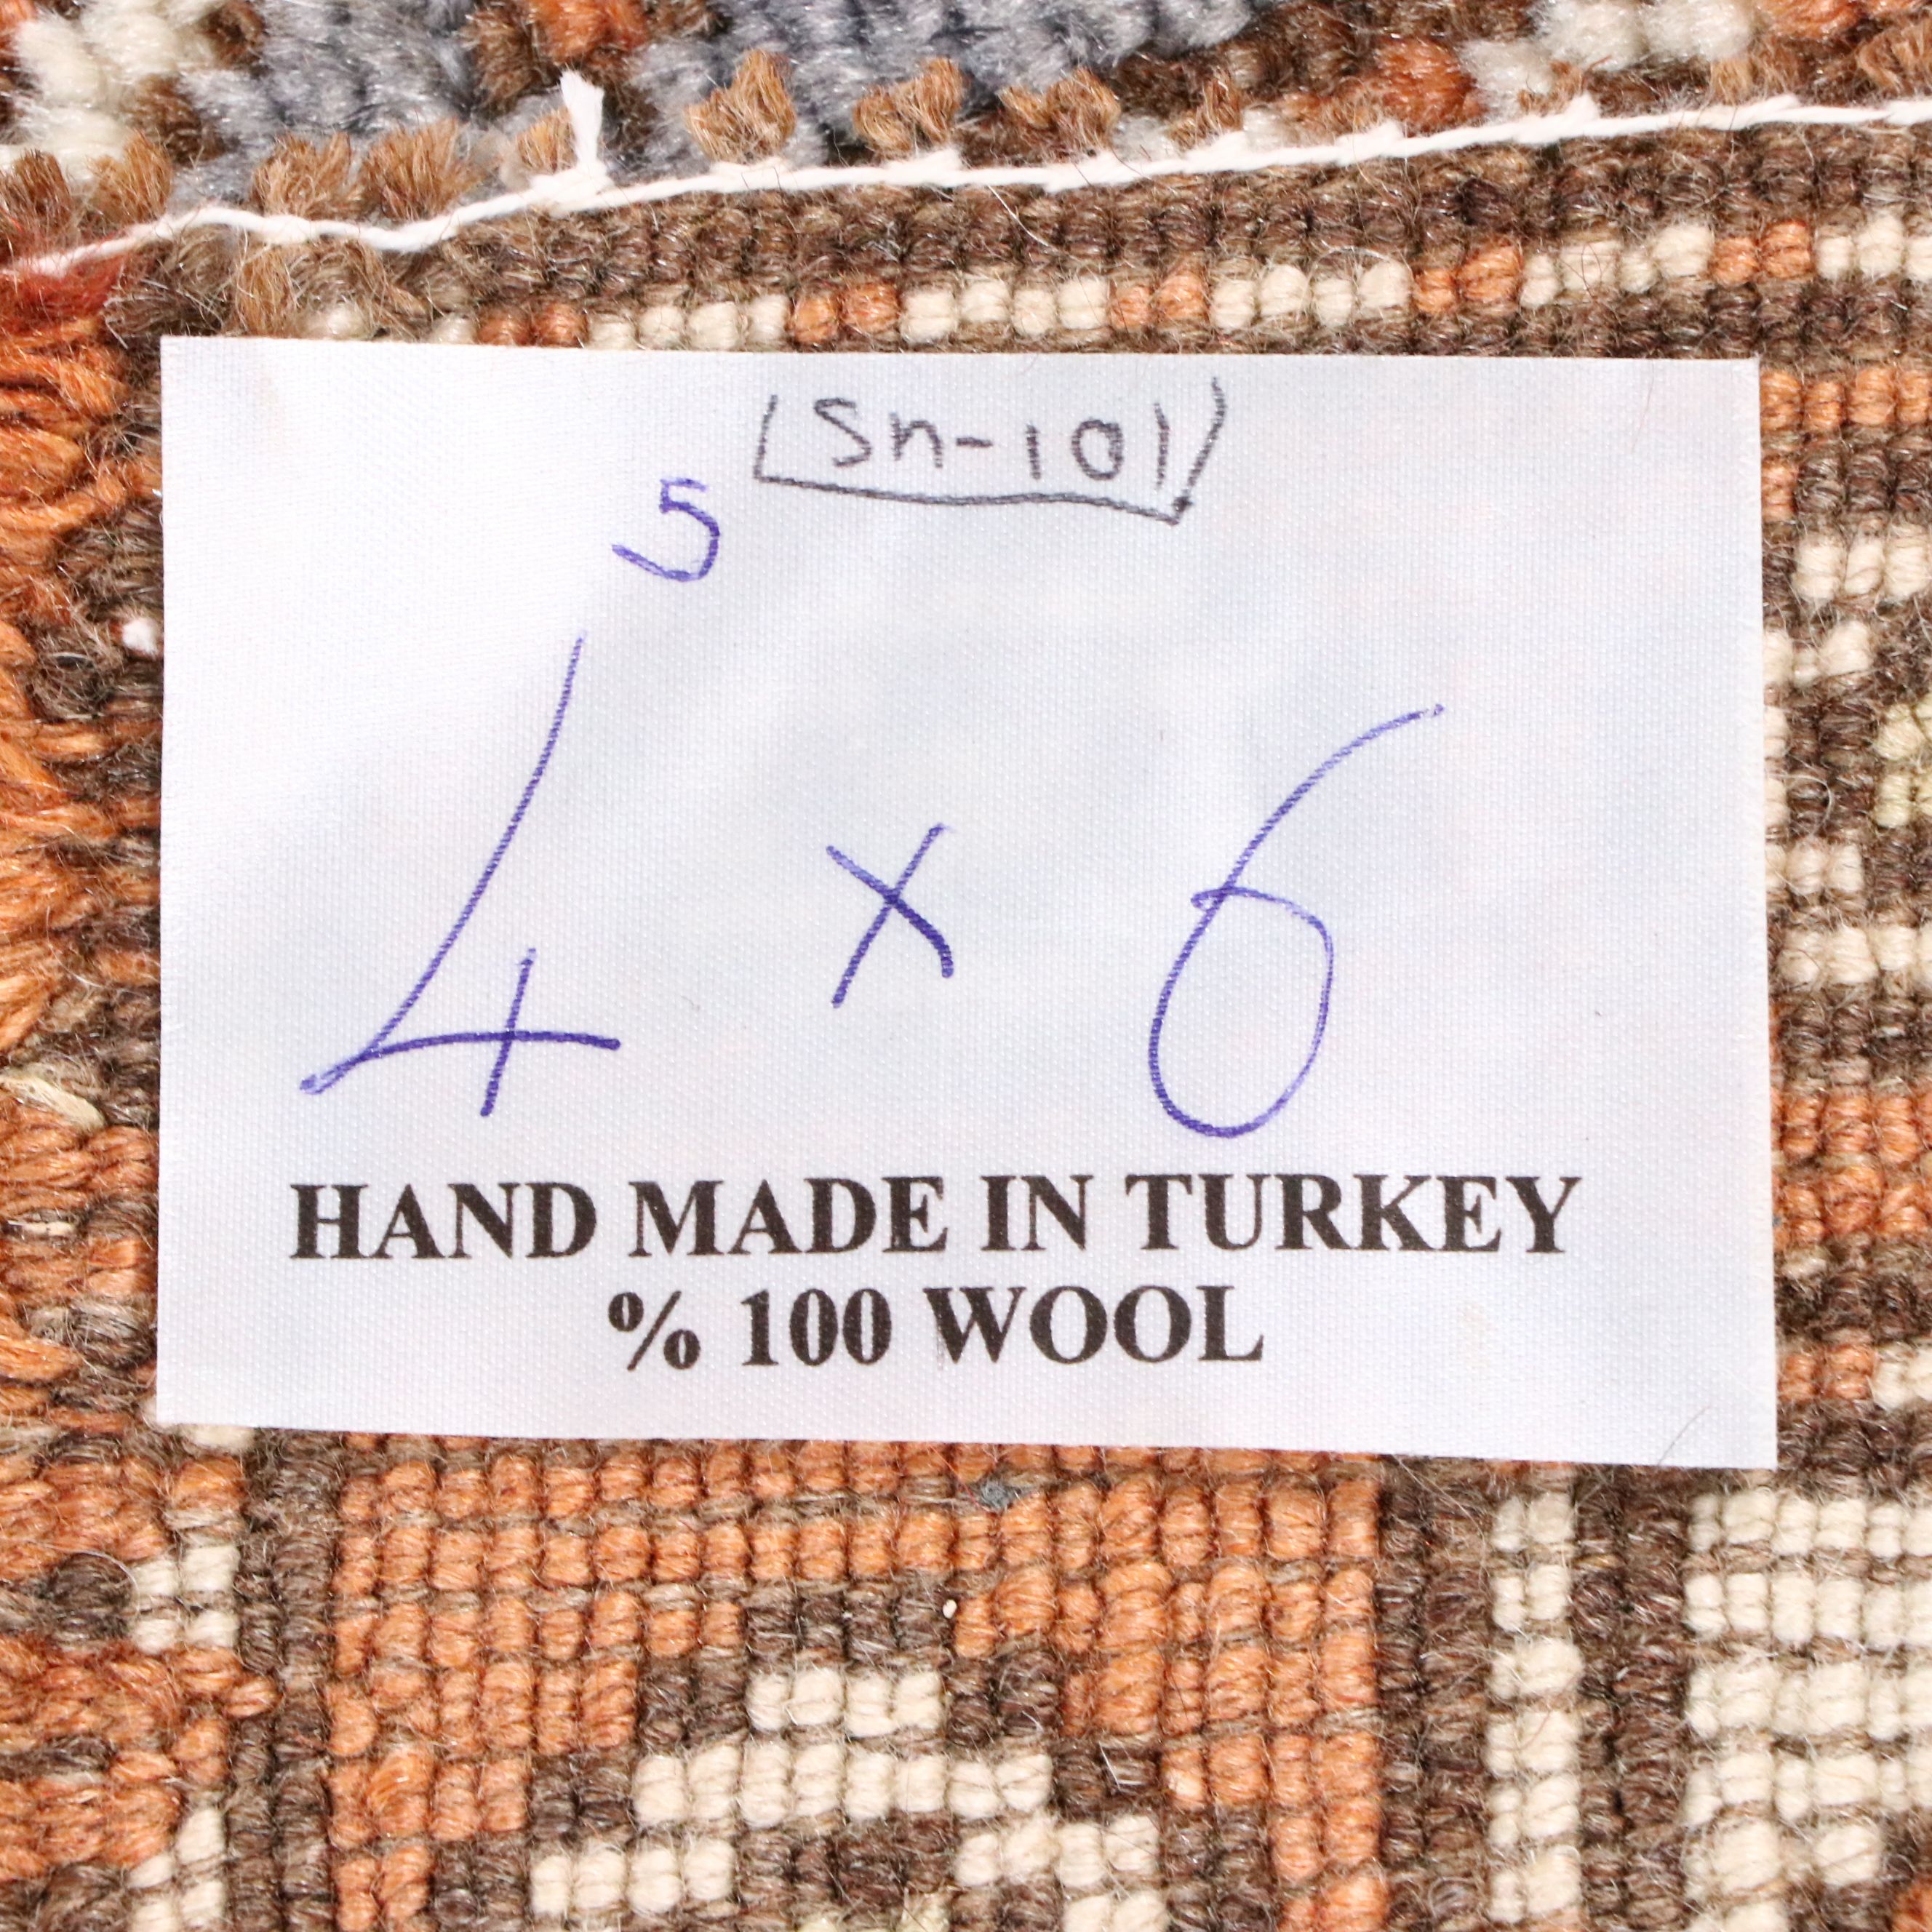 Sn-101
5
4 x 6
HAND MADE IN TURKEY
% 100 WOOL